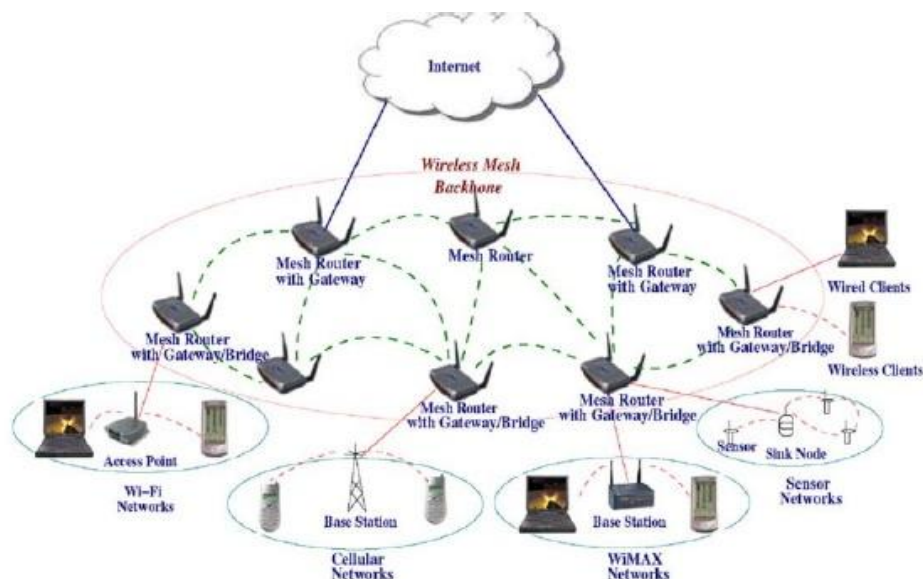 Internet
Wireless Mesh
Backbone
Mesh Router
with Gateway
Mesh Router
Mesh Router
with Gateway
Wired Clients
Mesh Router
with Gateway/Bridge
Mesh Router
with Gateway/Bridge
Wireless Clients
Mesh Router
with Gateway/Bridge
Mesh Router
with Gateway/Bridge
Access Point
Wi-Fi
Networks
Base Station
Cellular
Networks
Base Station
WiMAX
Networks
Sensor
Sink Node
Sensor
Networks